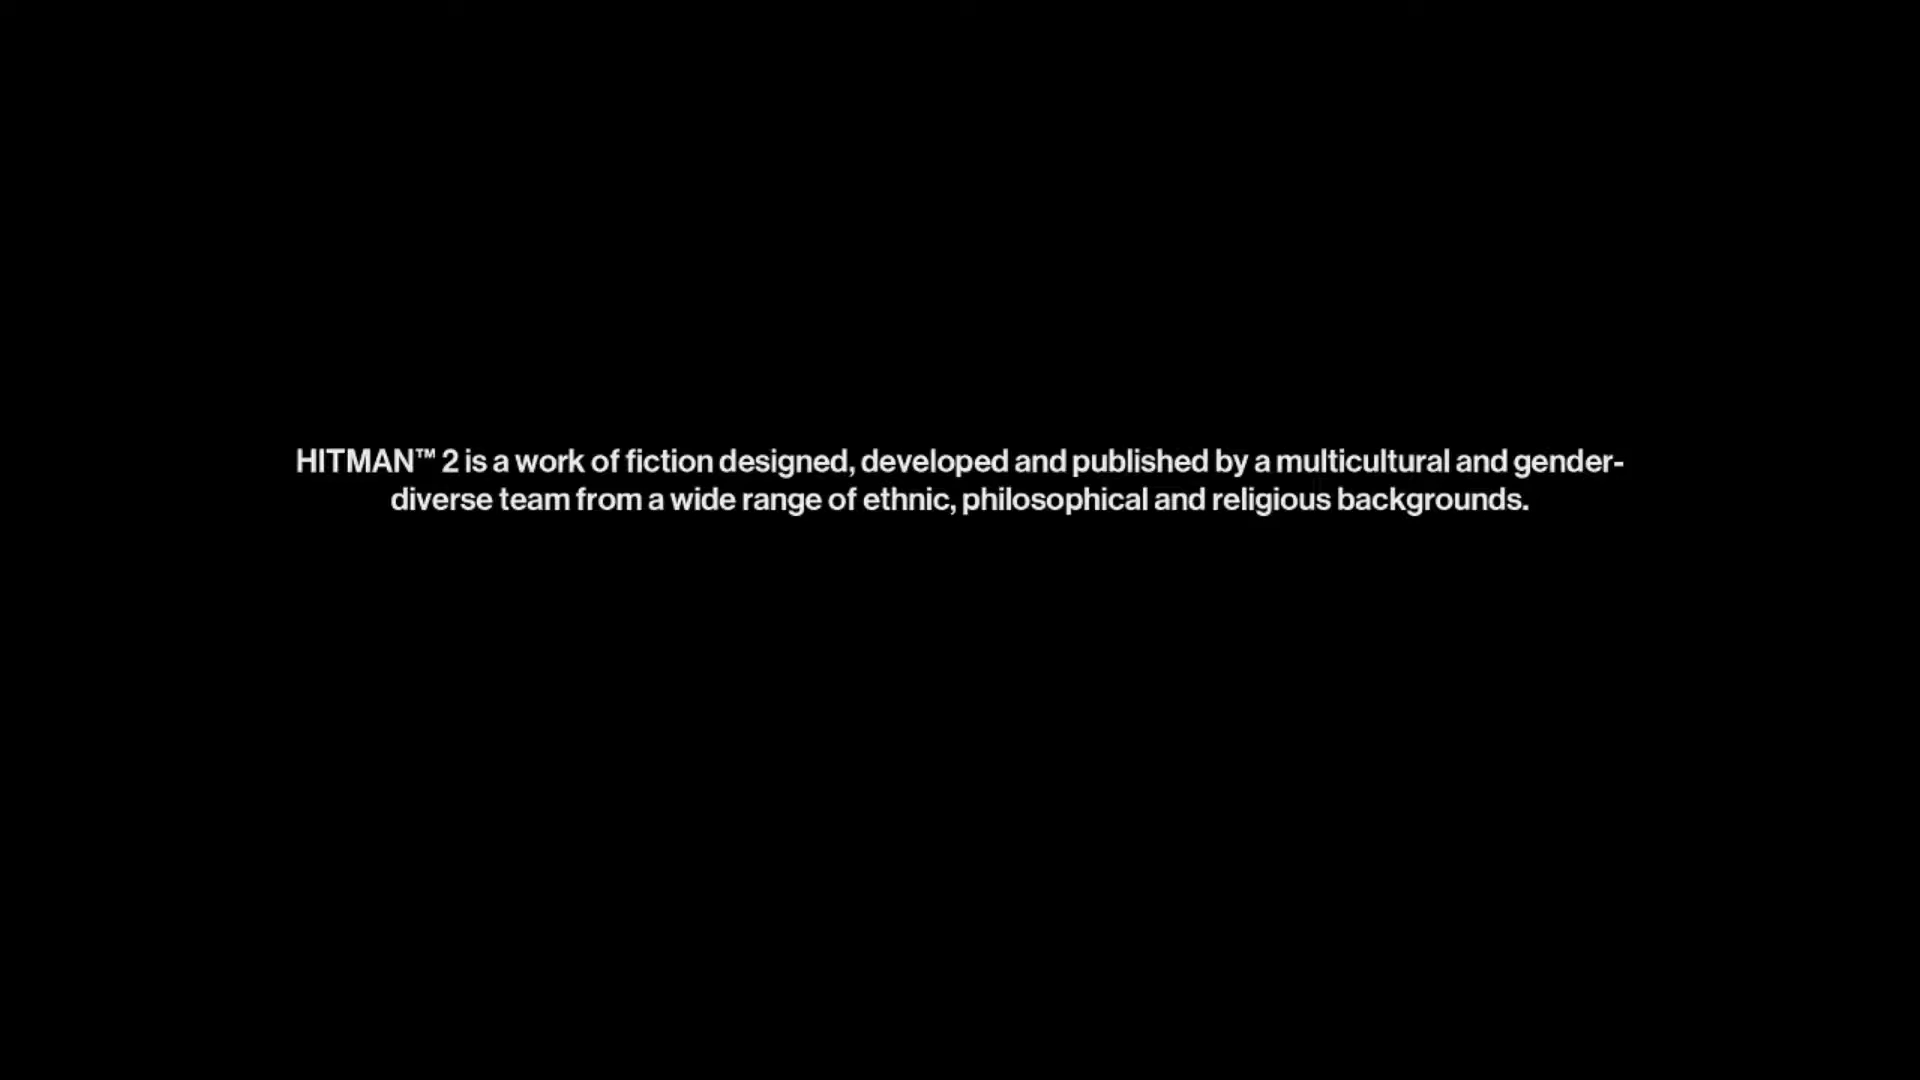 HITMAN™ 2 is a work of fiction designed, developed and published by a multicultural and gender-
diverse team from a wide range of ethnic, philosophical and religious backgrounds.